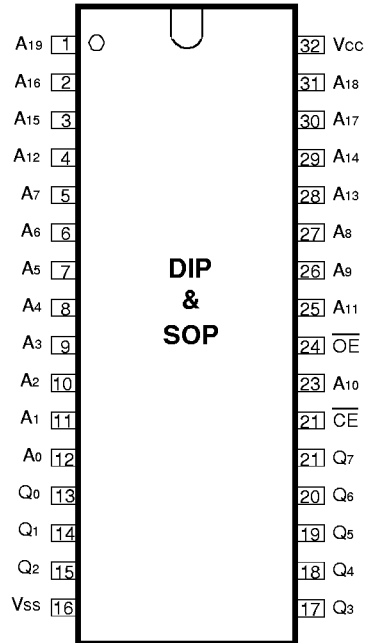 A19 1 32 VCC
A16 2 31 A18
A15 3 30 A17
A12 4 29 A14
A7 5 28 A13
A6 6 27 A8
A5 7 26 A9
A4 8 25 A11
A3 9 24 OE
A2 10 23 A10
A1 11 21 CE
A0 12 21 Q7
Q0 13 20 Q6
Q1 14 19 Q5
Q2 15 18 Q4
VSS 16 17 Q3
DIP
&
SOP